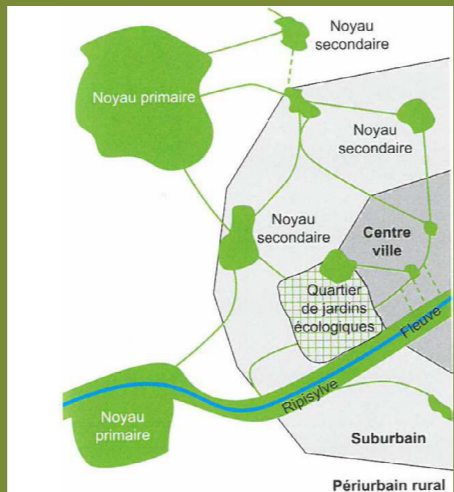 Noyau
secondaire
Noyau primaire
Noyau
secondaire
Noyau
secondaire
Centre
ville
Quartier
de jardins
écologiques
Fleuve
Ripisylve
Noyau
primaire
Suburbain
Périurbain rural